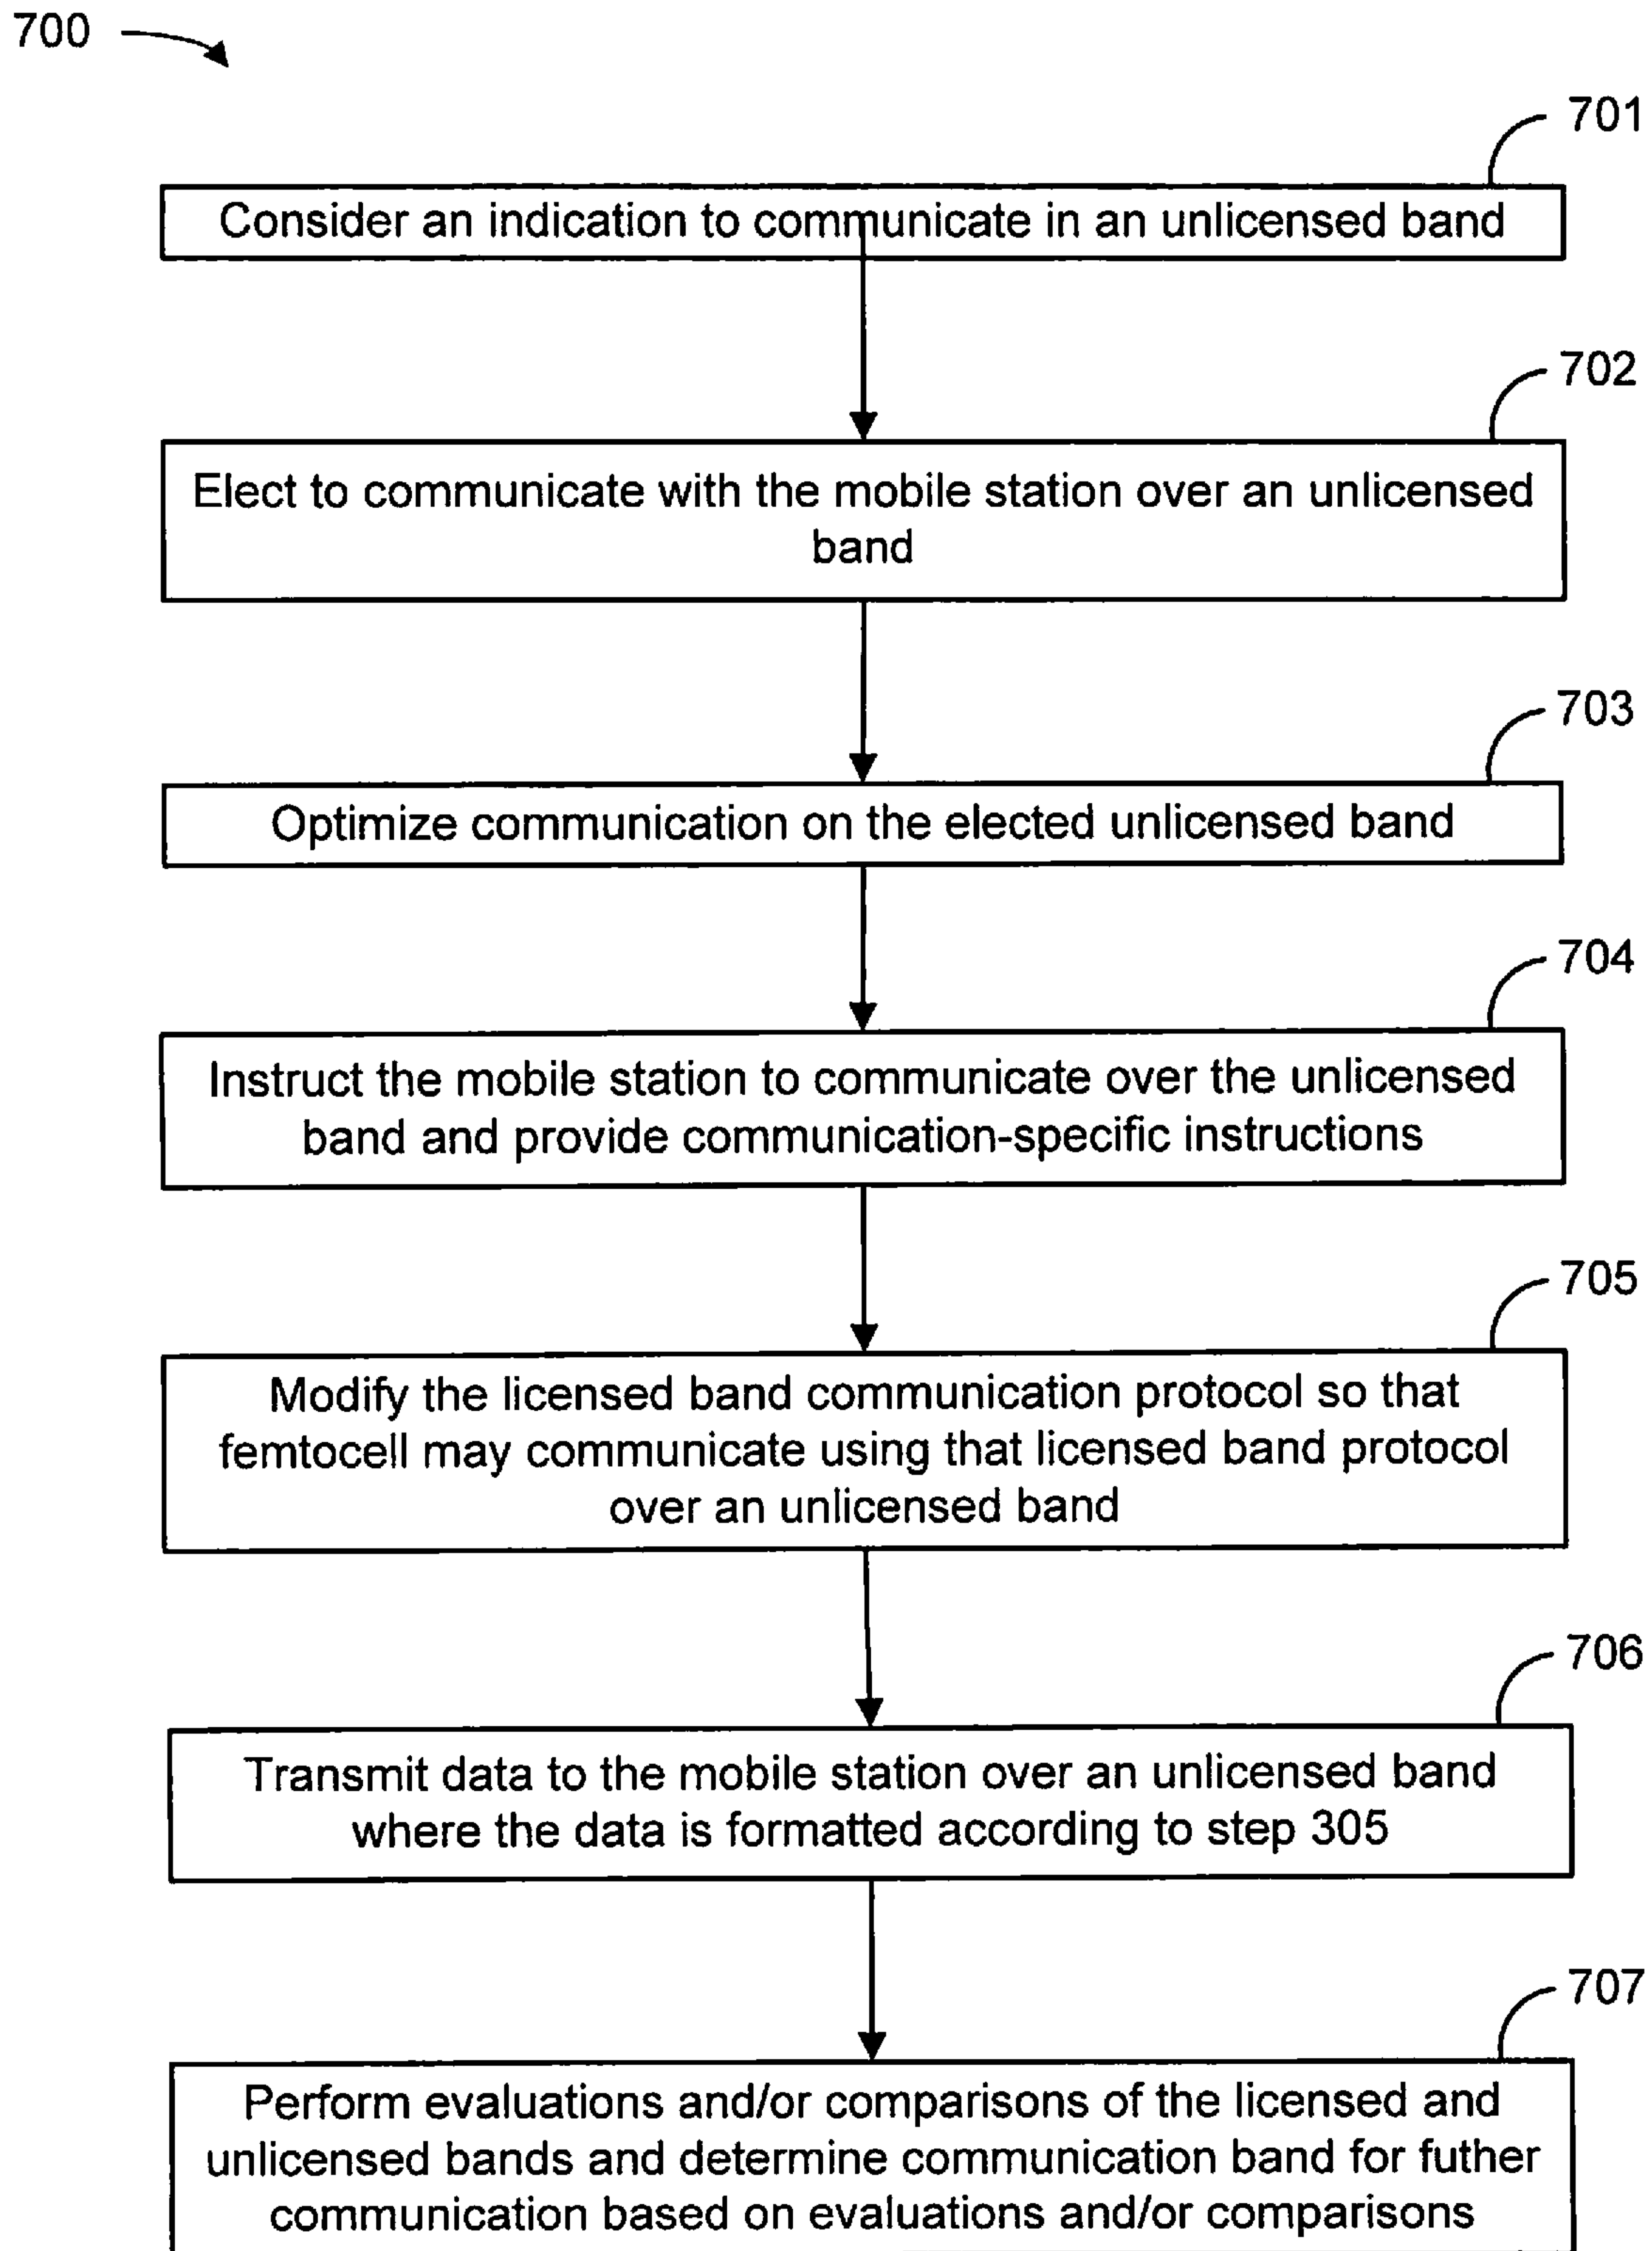 700
701
Consider an indication to communicate in an unlicensed band
702
Elect to communicate with the mobile station over an unlicensed
band
703
Optimize communication on the elected unlicensed band
704
Instruct the mobile station to communicate over the unlicensed
band and provide communication-specific instructions
705
Modify the licensed band communication protocol so that
femtocell may communicate using that licensed band protocol
over an unlicensed band
706
Transmit data to the mobile station over an unlicensed band
where the data is formatted according to step 305
707
Perform evaluations and/or comparisons of the licensed and
unlicensed bands and determine communication band for futher
communication based on evaluations and/or comparisons